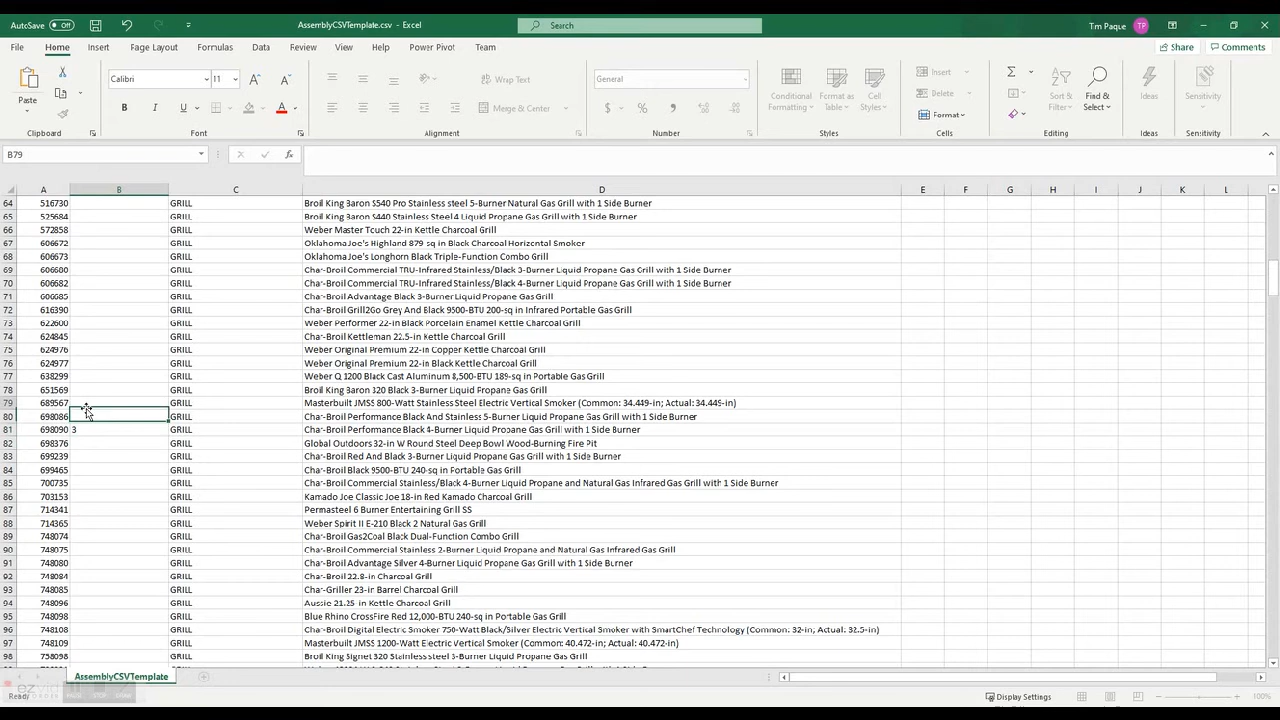 AutoSave Off AssemblyCSVTemplate.csv - Excel Search Tim Paque TP
File Home Insert Page Layout Formulas Data Review View Help Power Pivot Team Share Comments
Calibri 11 A A Wrap Text General Insert
Paste B I U A Merge & Center $ % Conditional Formatting Format as Table Cell Styles Delete Format Sort & Filter Find & Select Ideas Sensitivity
Clipboard Font Alignment Number Styles Cells Editing Ideas Sensitivity
B79 fx
A B C D E F G H I J K L
64 516730 GRILL Broil King Baron S540 Pro Stainless steel 5-Burner Natural Gas Grill with 1 Side Burner
65 525684 GRILL Broil King Baron S440 Stainless Steel 4 Liquid Propane Gas Grill with 1 Side Burner
66 572858 GRILL Weber Master Touch 22-in Kettle Charcoal Grill
67 606672 GRILL Oklahoma Joe's Highland 879-sq in Black Charcoal Horizontal Smoker
68 606673 GRILL Oklahoma Joe's Longhorn Black Triple-Function Combo Grill
69 606680 GRILL Char-Broil Commercial TRU-Infrared Stainless/Black 3-Burner Liquid Propane Gas Grill with 1 Side Burner
70 606682 GRILL Char-Broil Commercial TRU-Infrared Stainless/Black 4-Burner Liquid Propane Gas Grill with 1 Side Burner
71 606685 GRILL Char-Broil Advantage Black 3-Burner Liquid Propane Gas Grill
72 616390 GRILL Char-Broil Grill2Go Grey And Black 9500-BTU 200-sq in Infrared Portable Gas Grill
73 622600 GRILL Weber Performer 22-in Black Porcelain Enamel Kettle Charcoal Grill
74 624845 GRILL Char-Broil Kettleman 22.5-in Kettle Charcoal Grill
75 624976 GRILL Weber Original Premium 22-in Copper Kettle Charcoal Grill
76 624977 GRILL Weber Original Premium 22-in Black Kettle Charcoal Grill
77 638299 GRILL Weber Q 1200 Black Cast Aluminum 8,500-BTU 189-sq in Portable Gas Grill
78 651569 GRILL Broil King Baron 320 Black 3-Burner Liquid Propane Gas Grill
79 689567 GRILL Masterbuilt JMSS 800-Watt Stainless Steel Electric Vertical Smoker (Common: 34.449-in; Actual: 34.449-in)
80 698086 GRILL Char-Broil Performance Black And Stainless 5-Burner Liquid Propane Gas Grill with 1 Side Burner
81 698090 3 GRILL Char-Broil Performance Black 4-Burner Liquid Propane Gas Grill with 1 Side Burner
82 698376 GRILL Global Outdoors 32-in W Round Steel Deep Bowl Wood-Burning Fire Pit
83 699239 GRILL Char-Broil Red And Black 3-Burner Liquid Propane Gas Grill with 1 Side Burner
84 699465 GRILL Char-Broil Black 9500-BTU 240-sq in Portable Gas Grill
85 700735 GRILL Char-Broil Commercial Stainless/Black 4-Burner Liquid Propane and Natural Gas Infrared Gas Grill with 1 Side Burner
86 703153 GRILL Kamado Joe Classic Joe 18-in Red Kamado Charcoal Grill
87 714341 GRILL Permasteel 6 Burner Entertaining Grill SS
88 714365 GRILL Weber Spirit II E-210 Black 2 Natural Gas Grill
89 748074 GRILL Char-Broil Gas2Coal Black Dual-Function Combo Grill
90 748075 GRILL Char-Broil Commercial Stainless 2-Burner Liquid Propane and Natural Gas Infrared Gas Grill
91 748080 GRILL Char-Broil Advantage Silver 4-Burner Liquid Propane Gas Grill with 1 Side Burner
92 748084 GRILL Char-Broil 22.8-in Charcoal Grill
93 748085 GRILL Char-Griller 23-in Barrel Charcoal Grill
94 748096 GRILL Aussie 21.25-in Kettle Charcoal Grill
95 748098 GRILL Blue Rhino CrossFire Red 12,000-BTU 240-sq in Portable Gas Grill
96 748108 GRILL Char-Broil Digital Electric Smoker 750-Watt Black/Silver Electric Vertical Smoker with SmartChef Technology (Common: 32-in; Actual: 32.5-in)
97 748109 GRILL Masterbuilt JMSS 1200-Watt Electric Vertical Smoker (Common: 40.472-in; Actual: 40.472-in)
98 758098 GRILL Broil King Signet 320 Stainless Steel 3-Burner Liquid Propane Gas Grill
AssemblyCSVTemplate
Ready Display Settings 100%